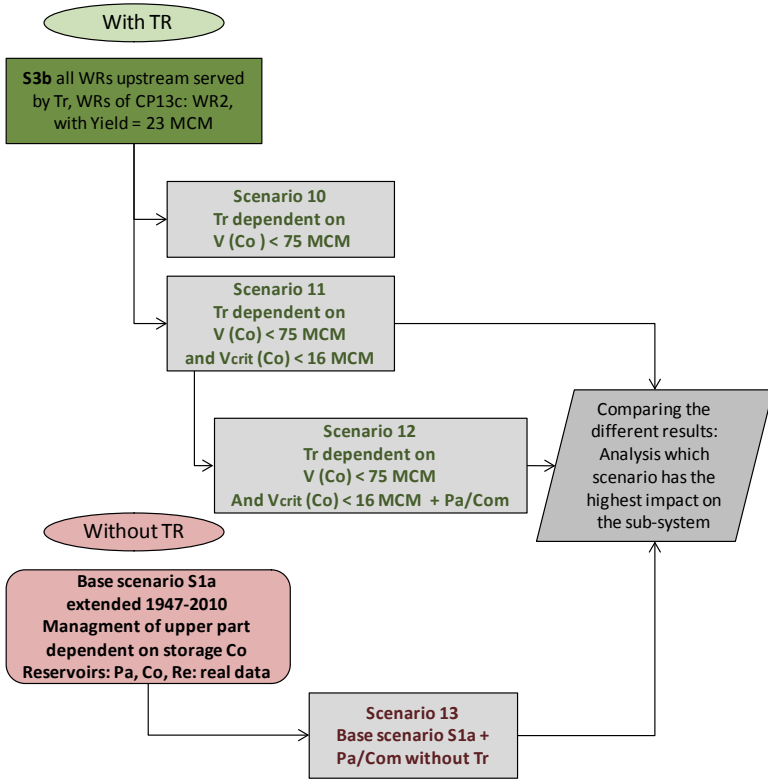 With TR
S3b all WRs upstream served
by Tr, WRs of CP13c: WR2,
with Yield = 23 MCM
Scenario 10
Tr dependent on
V (Co ) < 75 MCM
Scenario 11
Tr dependent on
V (Co) < 75 MCM
and Vcrit (Co) < 16 MCM
Scenario 12
Tr dependent on
V (Co) < 75 MCM
And Vcrit (Co) < 16 MCM + Pa/Com
Comparing the
different results:
Analysis which
scenario has the
highest impact on
the sub-system
Without TR
Base scenario S1a
extended 1947-2010
Managment of upper part
dependent on storage Co
Reservoirs: Pa, Co, Re: real data
Scenario 13
Base scenario S1a +
Pa/Com without Tr